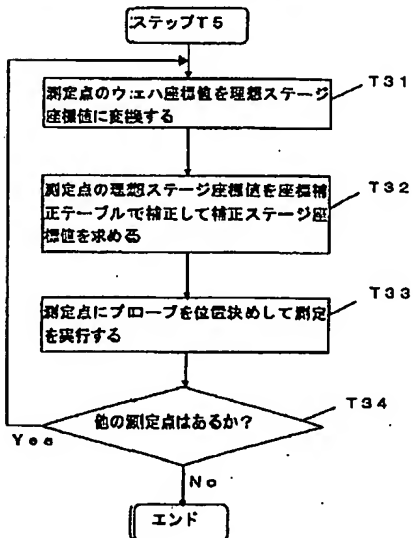 ステップT5
T31
測定点のウエハ座標値を理想ステージ
座標値に変換する
T32
測定点の理想ステージ座標値を座標補
正テーブルで補正して補正ステージ座
標値を求める
T33
測定点にプローブを位置決めして測定
を実行する
T34
他の測定点はあるか?
Yes
No
エンド